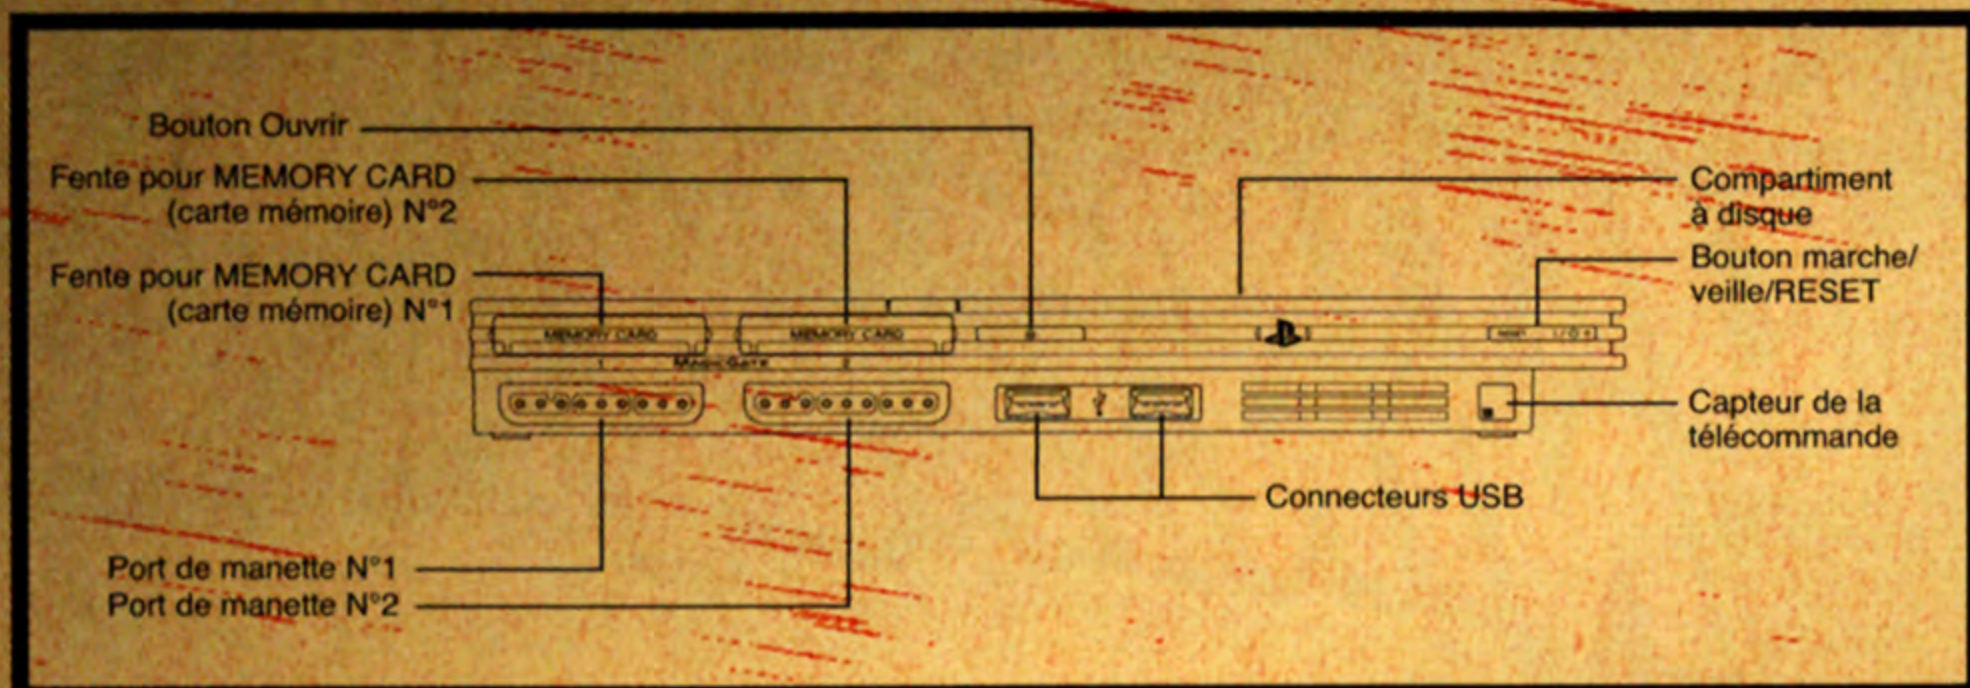 Bouton Ouvrir
Fente pour MEMORY CARD
(carte mémoire) N°2
Fente pour MEMORY CARD
(carte mémoire) N°1
Compartiment
à disque
Bouton marche/
veille/RESET
MEMORY CARD
MEMORY CARD
RESET
1
MagicGate
2
Capteur de la
télécommande
Connecteurs USB
Port de manette N°1
Port de manette N°2